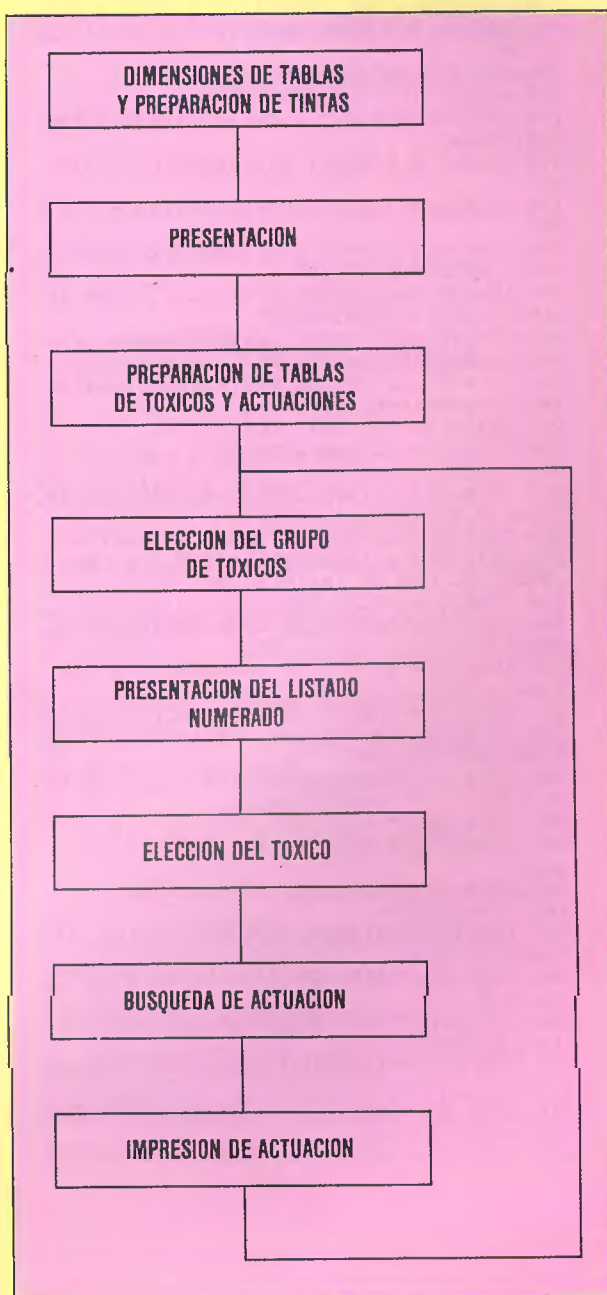 DIMENSIONES DE TABLAS
Y PREPARACION DE TINTAS
PRESENTACION
PREPARACION DE TABLAS
DE TOXICOS Y ACTUACIONES
ELECCION DEL GRUPO
DE TOXICOS
PRESENTACION DEL LISTADO
NUMERADO
ELECCION DEL TOXICO
BUSQUEDA DE ACTUACION
IMPRESION DE ACTUACION